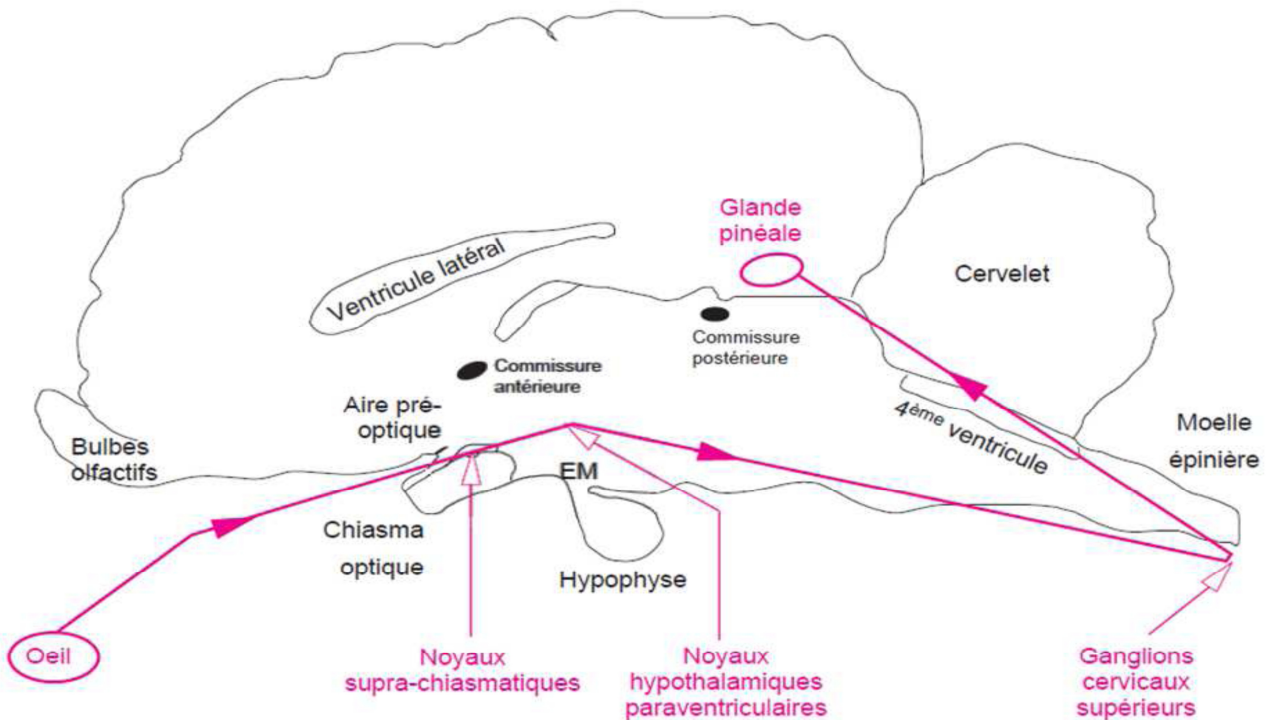 Glande
pinéale
Ventricule latéral
Cervelet
Commissure
postérieure
Commissure
antérieure
Aire pré-
optique
4ème ventricule
Moelle
épinière
Bulbes
olfactifs
EM
Chiasma
optique
Hypophyse
Oeil
Noyaux
supra-chiasmatiques
Noyaux
hypothalamiques
paraventriculaires
Ganglions
cervicaux
supérieurs